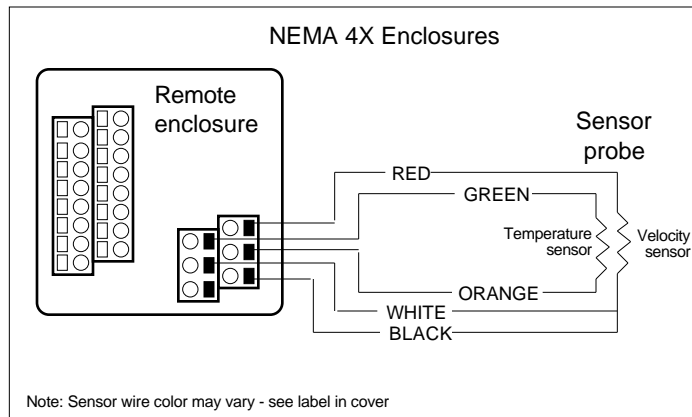 NEMA 4X Enclosures
Remote
enclosure
Sensor
probe
RED
GREEN
Temperature
sensor
Velocity
sensor
ORANGE
WHITE
BLACK
Note: Sensor wire color may vary - see label in cover